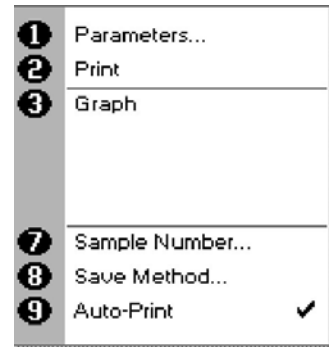 1 Parameters...
2 Print
3 Graph
7 Sample Number...
8 Save Method...
9 Auto-Print ✔